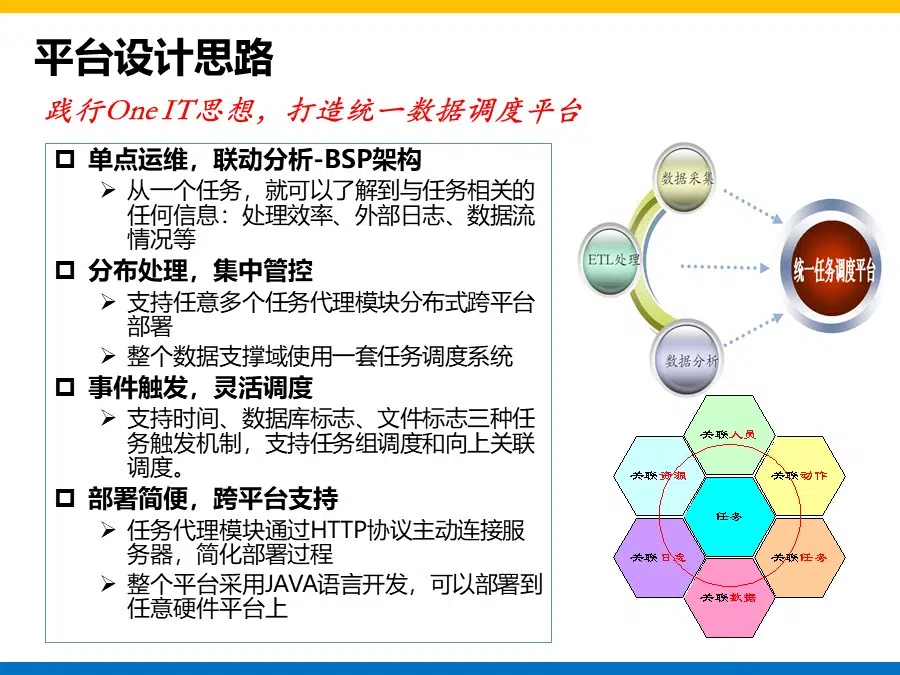 平台设计思路
践行One IT思想，打造统一数据调度平台
单点运维，联动分析-BSP架构
从一个任务，就可以了解到与任务相关的
任何信息：处理效率、外部日志、数据流
情况等
分布处理，集中管控
支持任意多个任务代理模块分布式跨平台
部署
整个数据支撑域使用一套任务调度系统
事件触发，灵活调度
支持时间、数据库标志、文件标志三种任
务触发机制，支持任务组调度和向上关联
调度。
部署简便，跨平台支持
任务代理模块通过HTTP协议主动连接服
务器，简化部署过程
整个平台采用JAVA语言开发，可以部署到
任意硬件平台上
数据采集
ETL处理
数据分析
统一任务调度平台
关联人员
关联资源
关联动作
任务
关联日志
关联任务
关联数据